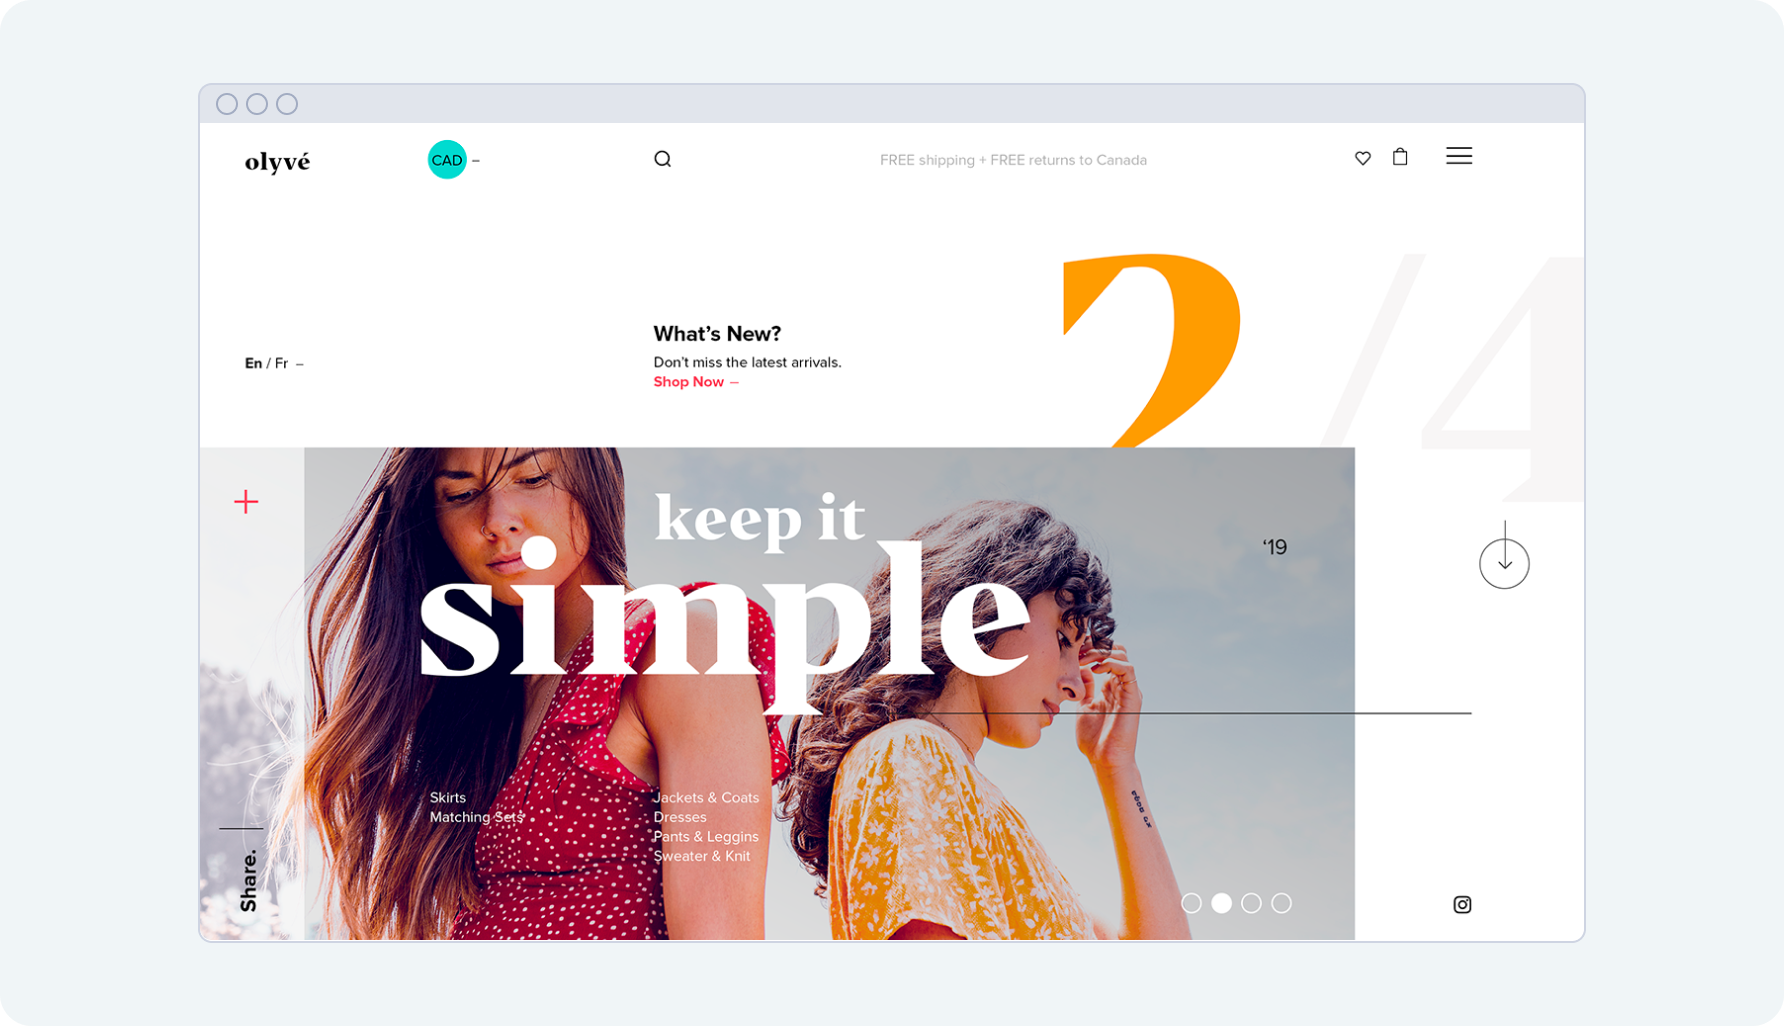 olyvé
CAD –
FREE shipping + FREE returns to Canada
2/4
What's New?
Don't miss the latest arrivals.
Shop Now –
En / Fr –
keep it
simple
‘19
Skirts
Matching Sets
Jackets & Coats
Dresses
Pants & Leggins
Sweater & Knit
Share.